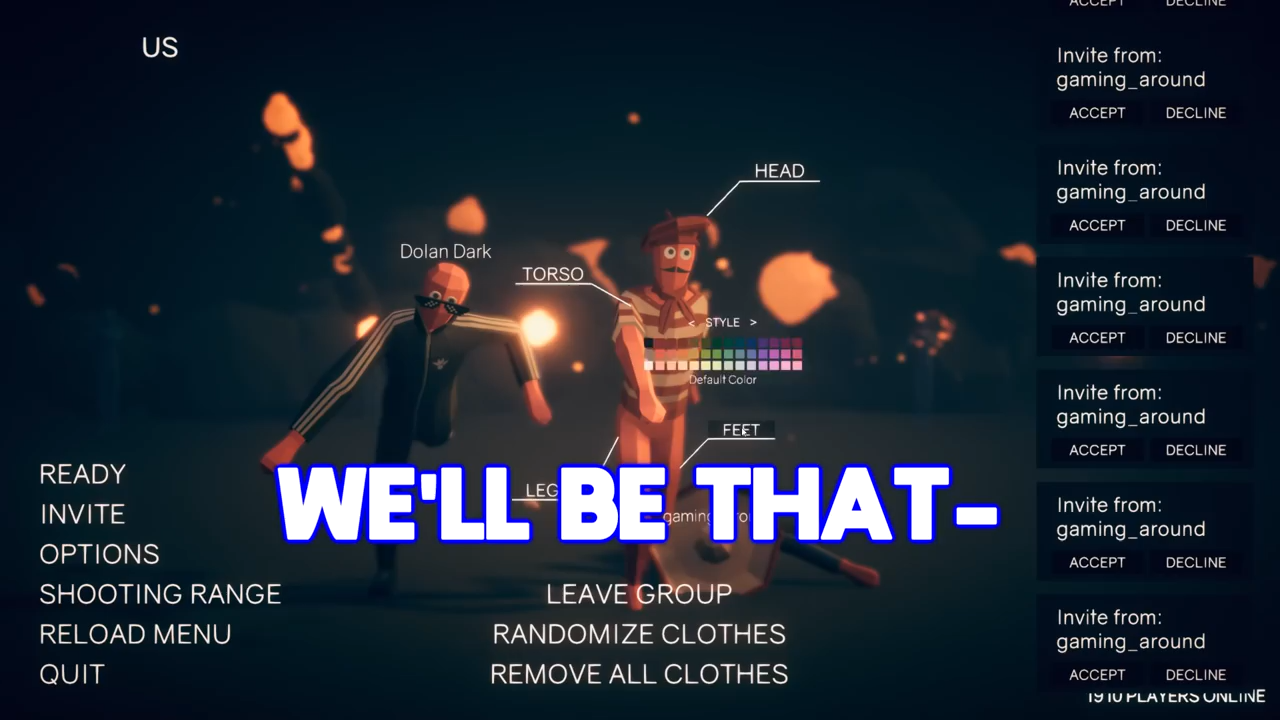 US
HEAD
Dolan Dark
TORSO
< STYLE >
Default Color
FEET
LEG
WE'LL BE THAT-
READY
INVITE
OPTIONS
SHOOTING RANGE
RELOAD MENU
QUIT
LEAVE GROUP
RANDOMIZE CLOTHES
REMOVE ALL CLOTHES
ACCEPT DECLINE
Invite from:
gaming_around
ACCEPT DECLINE
Invite from:
gaming_around
ACCEPT DECLINE
Invite from:
gaming_around
ACCEPT DECLINE
Invite from:
gaming_around
ACCEPT DECLINE
Invite from:
gaming_around
ACCEPT DECLINE
Invite from:
gaming_around
ACCEPT DECLINE
1910 PLAYERS ONLINE